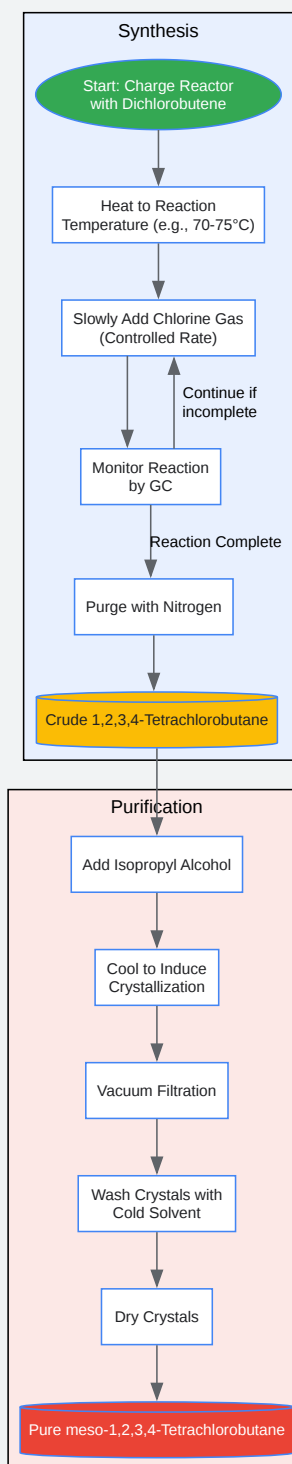 Synthesis
Start: Charge Reactor
with Dichlorobutene
Heat to Reaction
Temperature (e.g., 70-75°C)
Slowly Add Chlorine Gas
(Controlled Rate)
Continue if
incomplete
Monitor Reaction
by GC
Reaction Complete
Purge with Nitrogen
Crude 1,2,3,4-Tetrachlorobutane
Purification
Add Isopropyl Alcohol
Cool to Induce
Crystallization
Vacuum Filtration
Wash Crystals with
Cold Solvent
Dry Crystals
Pure meso-1,2,3,4-Tetrachlorobutane